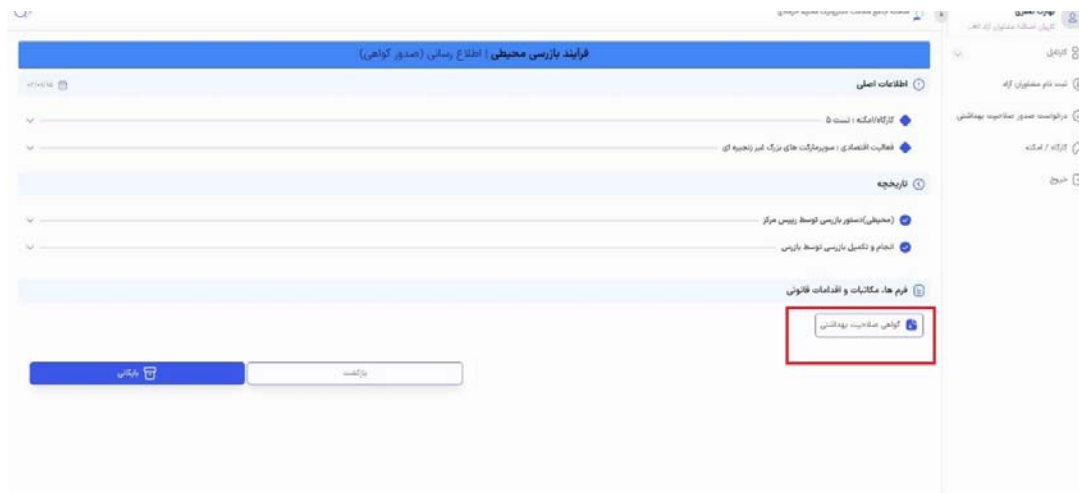 کارتابل
ثبت نام مشاوران آزاد
درخواست صدور صلاحیت بهداشتی
کارگاه / امکنه
خروج
فرآیند بازرسی محیطی | اطلاع رسانی (صدور گواهی)
اطلاعات اصلی
کارگاه/امکنه : تست ۵
فعالیت اقتصادی : سوپرمارکت های بزرگ غیر زنجیره ای
تاریخچه
(محیطی)دستور بازرسی توسط رییس مرکز
انجام و تکمیل بازرسی توسط بازرس
فرم ها، مکاتبات و اقدامات قانونی
گواهی صلاحیت بهداشتی
بازگشت
بایگانی